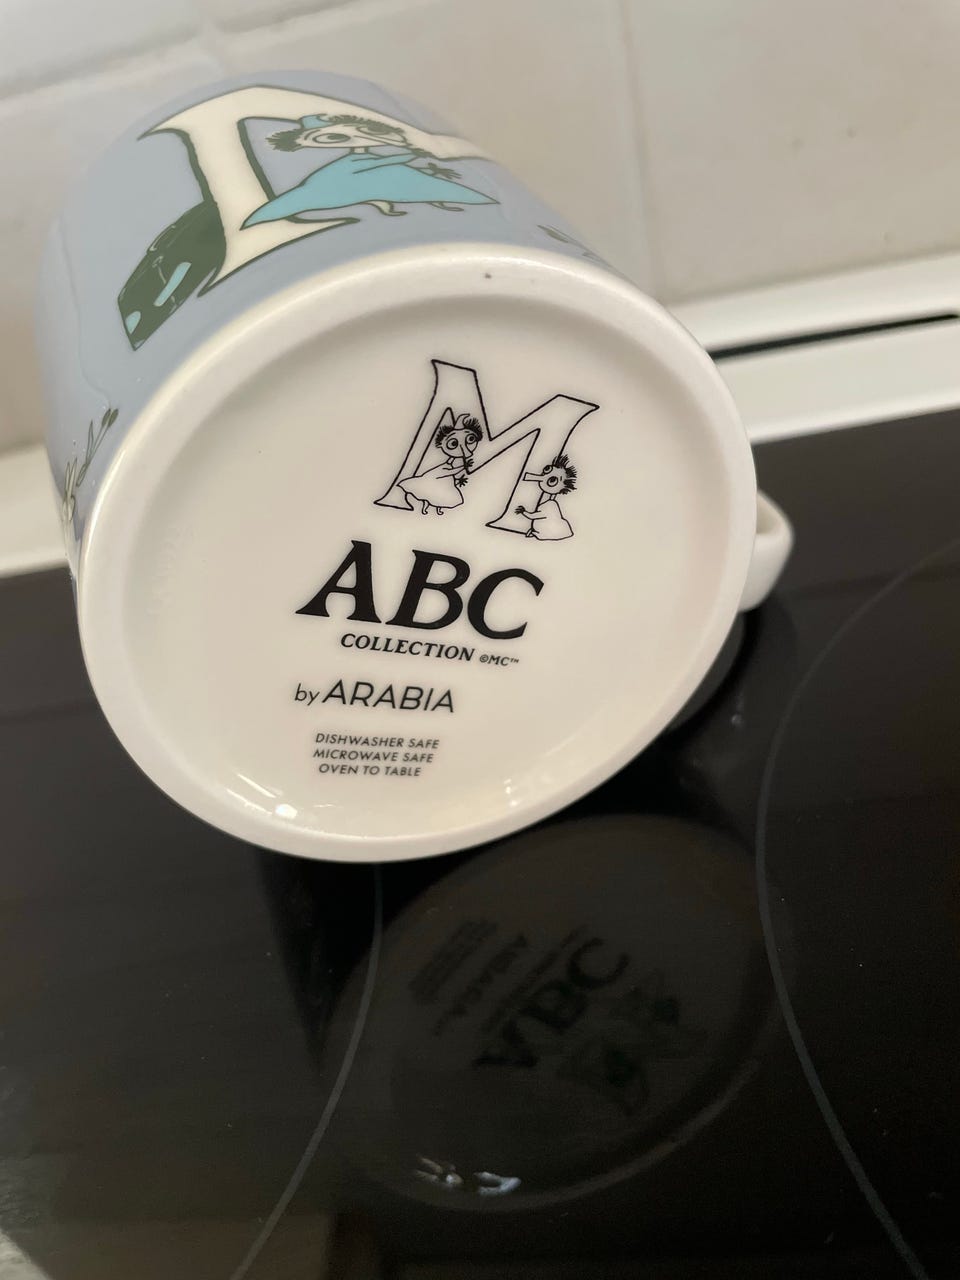 M
ABC
COLLECTION ©MC™
by ARABIA
DISHWASHER SAFE
MICROWAVE SAFE
OVEN TO TABLE